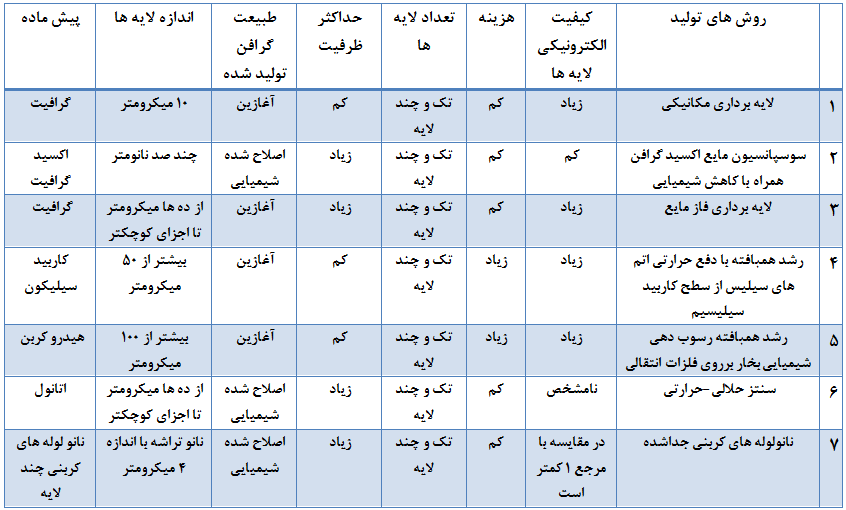 روش های تولید
کیفیت
الکترونیکی
لایه ها
هزینه
تعداد لایه
ها
حداکثر
ظرفیت
طبیعت
گرافن
تولید شده
اندازه لایه ها
پیش ماده
۱
لایه برداری مکانیکی
زیاد
کم
تک و چند
لایه
کم
آغازین
۱۰ میکرومتر
گرافیت
۲
سوسپانسیون مایع اکسید گرافن
همراه با کاهش شیمیایی
کم
کم
تک و چند
لایه
زیاد
اصلاح شده
شیمیایی
چند صد نانومتر
اکسید
گرافیت
۳
لایه برداری فاز مایع
زیاد
کم
تک و چند
لایه
زیاد
آغازین
از ده ها میکرومتر
تا اجزای کوچکتر
گرافیت
۴
رشد همبافته با دفع حرارتی اتم
های سیلیس از سطح کاربید
سیلیسیم
زیاد
زیاد
تک و چند
لایه
کم
آغازین
بیشتر از ۵۰
میکرومتر
کاربید
سیلیکون
۵
رشد همبافته رسوب دهی
شیمیایی بخار برروی فلزات انتقالی
زیاد
زیاد
تک و چند
لایه
کم
آغازین
بیشتر از ۱۰۰
میکرومتر
هیدرو کربن
۶
سنتز حلالی -حرارتی
نامشخص
کم
تک و چند
لایه
زیاد
اصلاح شده
شیمیایی
از ده ها میکرومتر
تا اجزای کوچکتر
اتانول
۷
نانولوله های کربنی جداشده
در مقایسه با
مرجع ۱ کمتر
است
کم
تک و چند
لایه
زیاد
اصلاح شده
شیمیایی
نانو تراشه با اندازه
۴ میکرومتر
نانو لوله های
کربنی چند
لایه